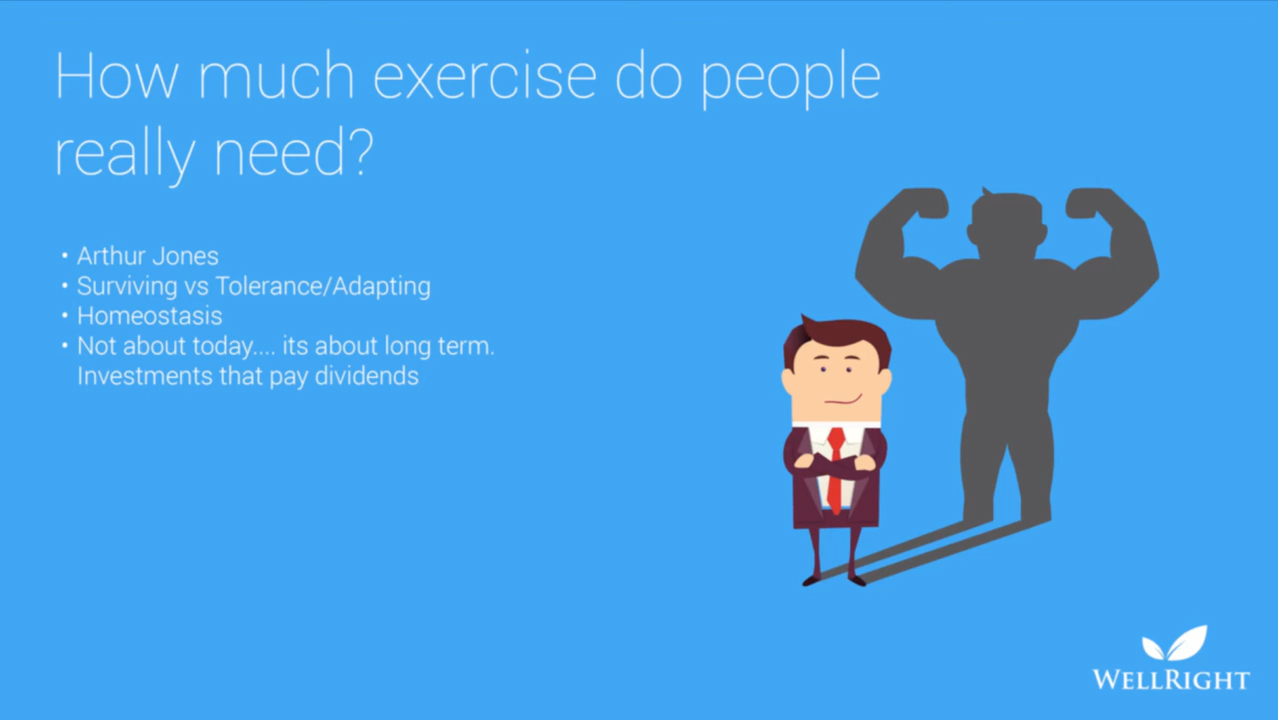 How much exercise do people
really need?
• Arthur Jones
• Surviving vs Tolerance/Adapting
• Homeostasis
• Not about today.... its about long term.
Investments that pay dividends
WELLRIGHT